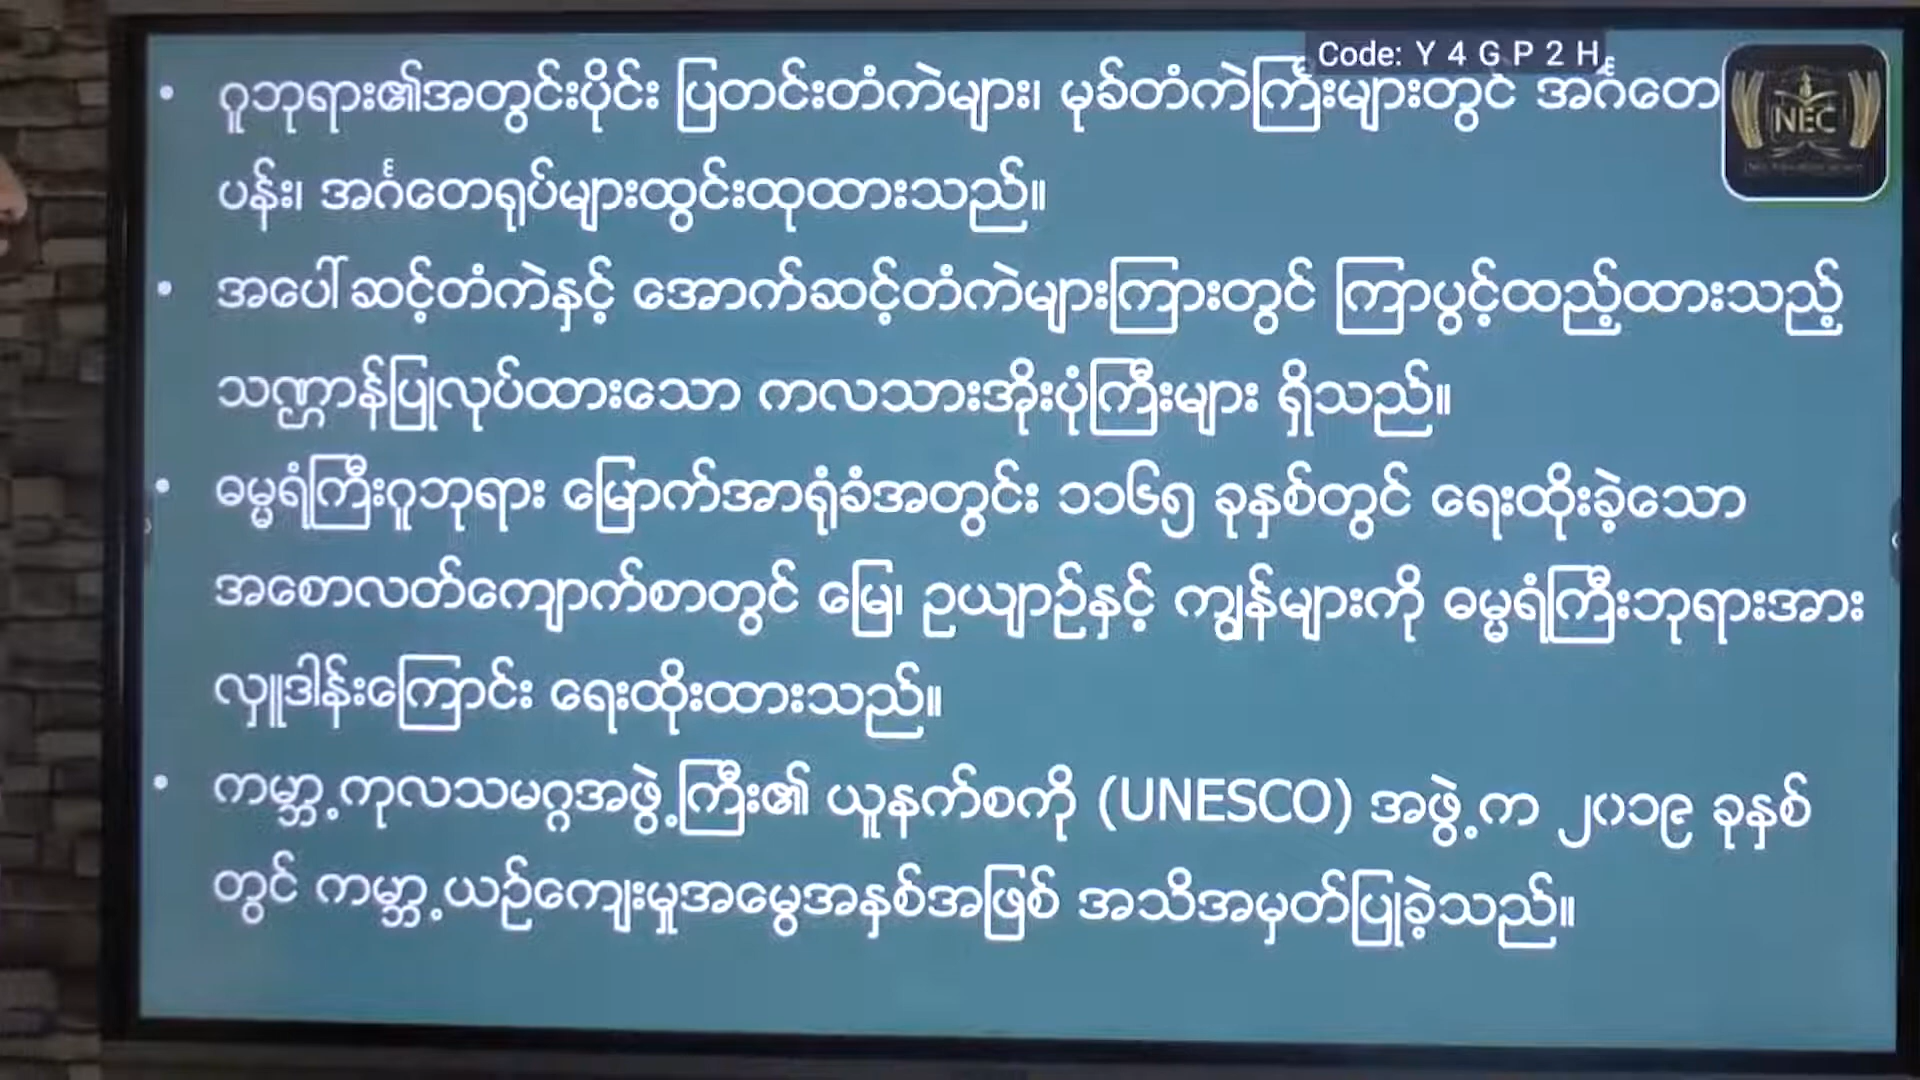 Code: Y 4 G P 2 H
• ဂူဘုရား၏အတွင်းပိုင်း ပြတင်းတံကဲများ၊ မုခ်တံကဲကြီးများတွင် အင်္ဂတေ
NEC
ပန်း၊ အင်္ဂတေရုပ်များထွင်းထုထားသည်။
• အပေါ်ဆင့်တံကဲနှင့် အောက်ဆင့်တံကဲများကြားတွင် ကြာပွင့်ထည့်ထားသည့်
သဏ္ဌာန်ပြုလုပ်ထားသော ကလသားအိုးပုံကြီးများ ရှိသည်။
• ဓမ္မရံကြီးဂူဘုရား မြောက်အာရုံခံအတွင်း ၁၁၆၅ ခုနှစ်တွင် ရေးထိုးခဲ့သော
အစောလတ်ကျောက်စာတွင် မြေ၊ ဥယျာဉ်နှင့် ကျွန်များကို ဓမ္မရံကြီးဘုရားအား
လှူဒါန်းကြောင်း ရေးထိုးထားသည်။
• ကမ္ဘာ့ကုလသမဂ္ဂအဖွဲ့ကြီး၏ ယူနက်စကို (UNESCO) အဖွဲ့က ၂၀၁၉ ခုနှစ်
တွင် ကမ္ဘာ့ယဉ်ကျေးမှုအမွေအနှစ်အဖြစ် အသိအမှတ်ပြုခဲ့သည်။